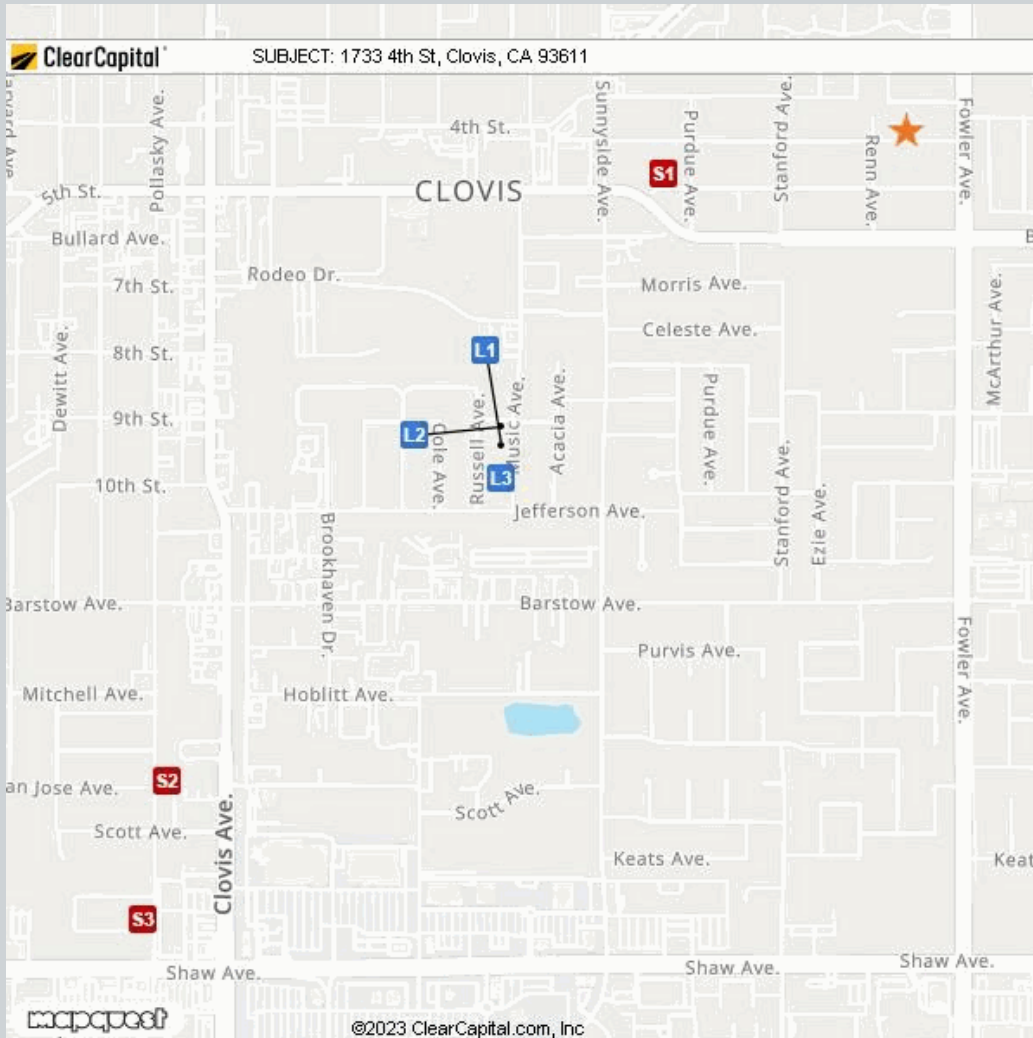 ClearCapital
SUBJECT: 1733 4th St, Clovis, CA 93611
Pollasky Ave.
Sunnyside Ave.
Purdue Ave.
Stanford Ave.
Renn Ave.
Fowler Ave.
4th St.
S1
5th St.
CLOVIS
Bullard Ave.
Rodeo Dr.
7th St.
Morris Ave.
McArthur Ave.
Celeste Ave.
8th St.
L1
Dewitt Ave.
9th St.
L2
Cole Ave.
Russell Ave.
Music Ave.
Acacia Ave.
Purdue Ave.
L3
10th St.
Jefferson Ave.
Stanford Ave.
Ezie Ave.
Brookhaven Dr.
Barstow Ave.
Barstow Ave.
Purvis Ave.
Fowler Ave.
Mitchell Ave.
Hoblitt Ave.
S2
an Jose Ave.
Scott Ave.
Scott Ave.
Clovis Ave.
Keats Ave.
Keat
S3
Shaw Ave.
Shaw Ave.
Shaw Ave.
mapquest
©2023 ClearCapital.com, Inc